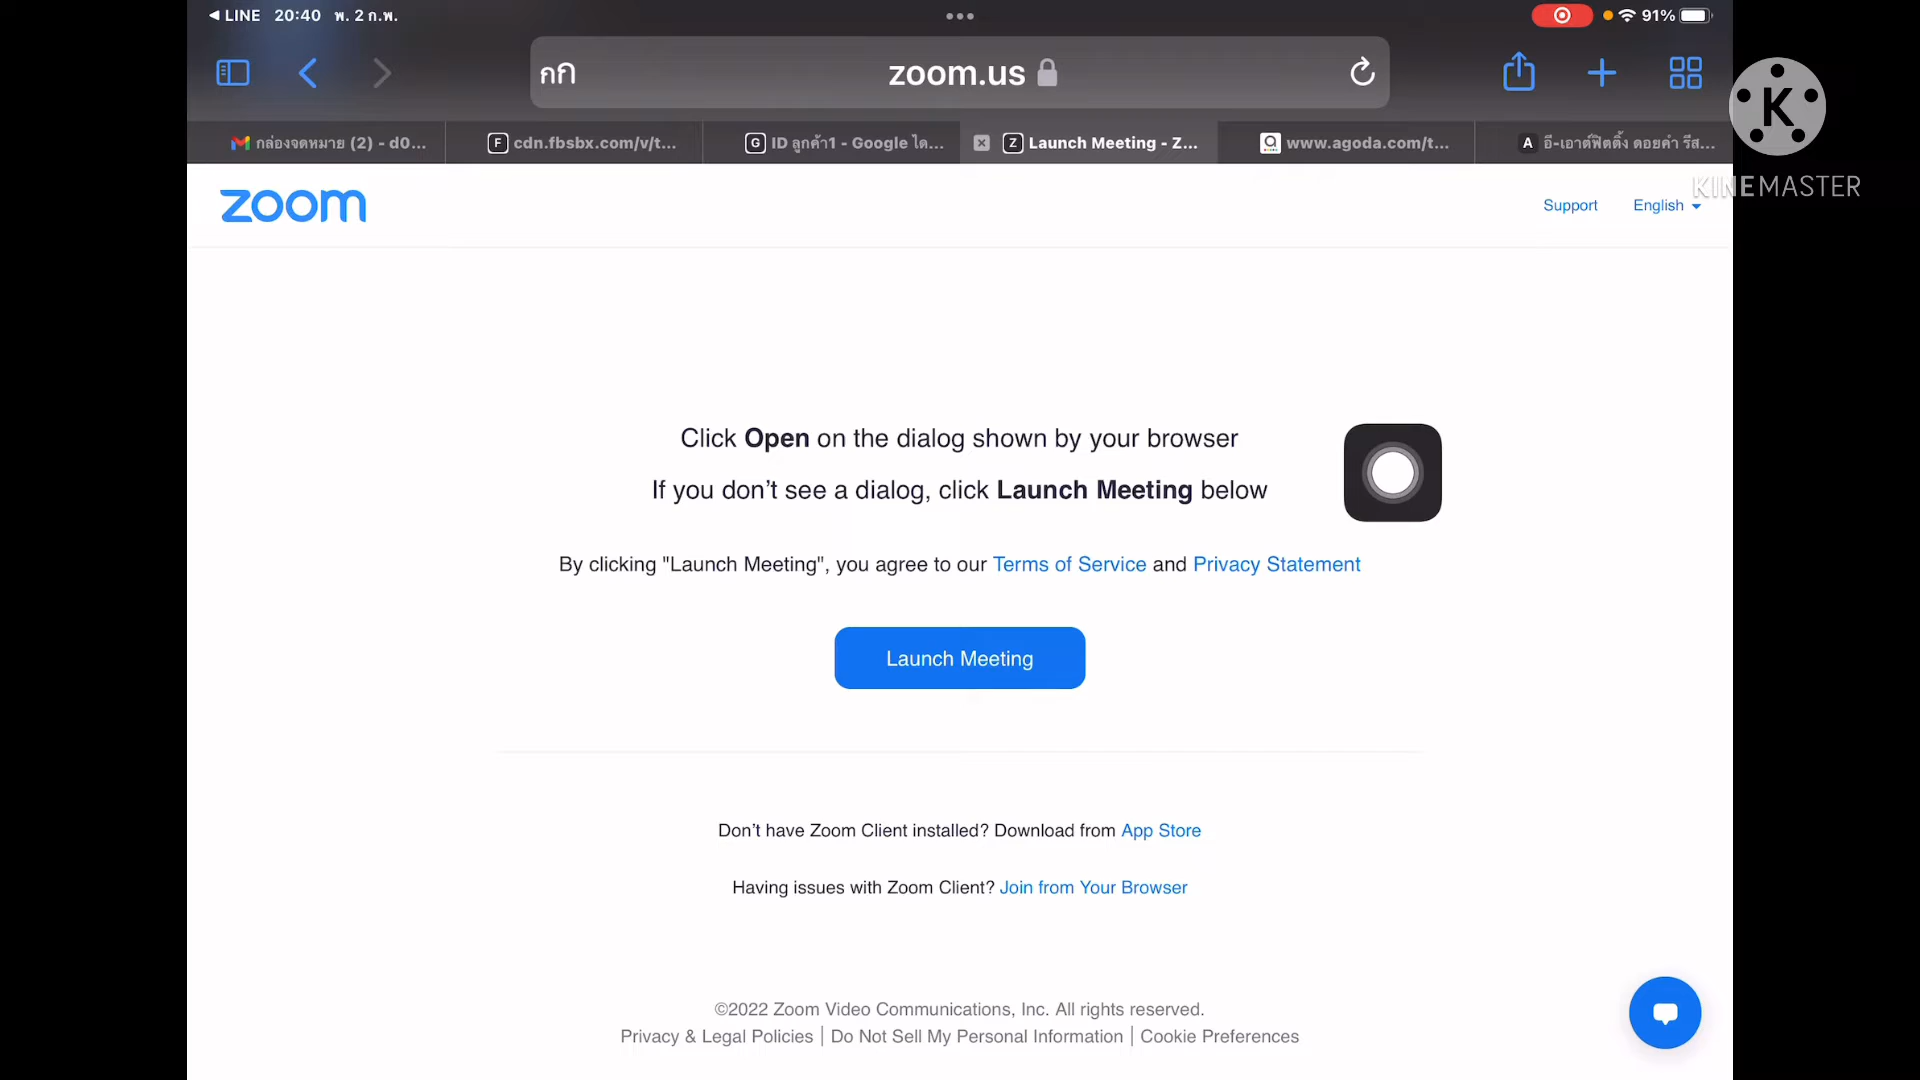 LINE 20:40 พ. 2 ก.พ. 91%
กก zoom.us
กล่องจดหมาย (2) - d0... F cdn.fbsbx.com/v/t... G ID ลูกค้า1 - Google ได... Z Launch Meeting - Z... www.agoda.com/t... A อี-เอาต์ฟิตติ้ง ดอยคำ รีส...
K
KINEMASTER
zoom Support English
Click Open on the dialog shown by your browser
If you don't see a dialog, click Launch Meeting below
By clicking "Launch Meeting", you agree to our Terms of Service and Privacy Statement
Launch Meeting
Don't have Zoom Client installed? Download from App Store
Having issues with Zoom Client? Join from Your Browser
©2022 Zoom Video Communications, Inc. All rights reserved.
Privacy & Legal Policies | Do Not Sell My Personal Information | Cookie Preferences